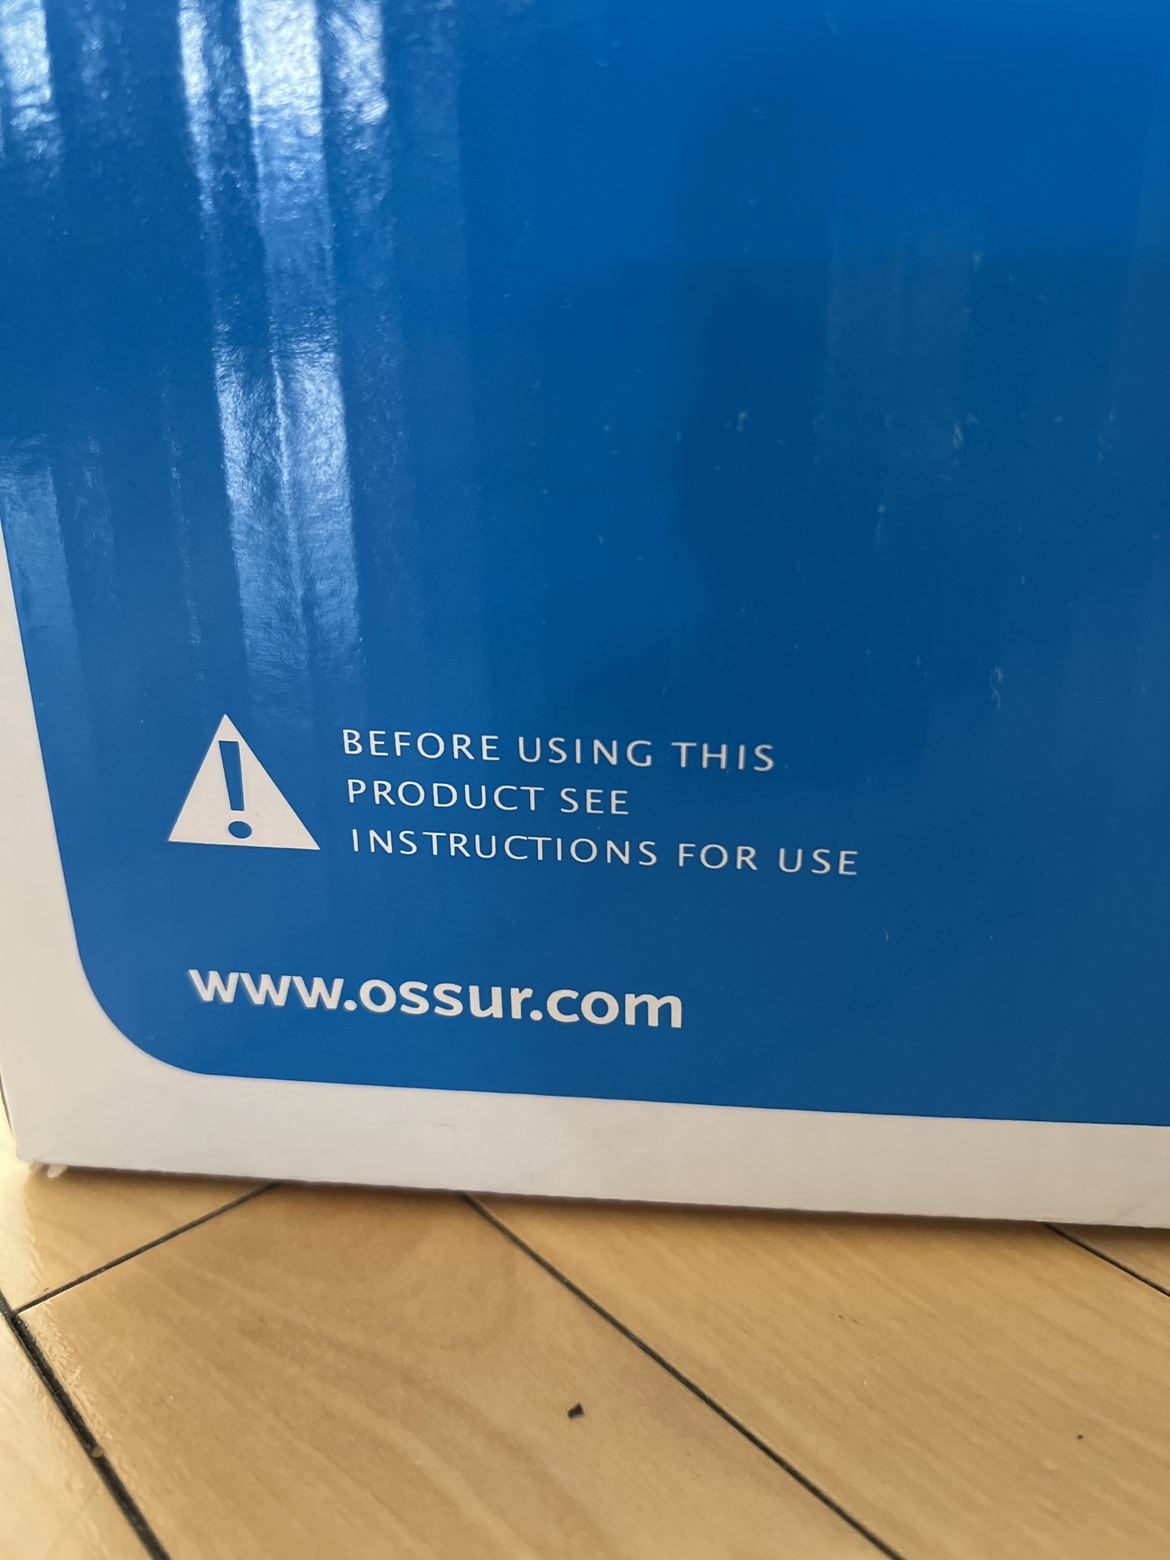 BEFORE USING THIS
PRODUCT SEE
INSTRUCTIONS FOR USE
www.ossur.com